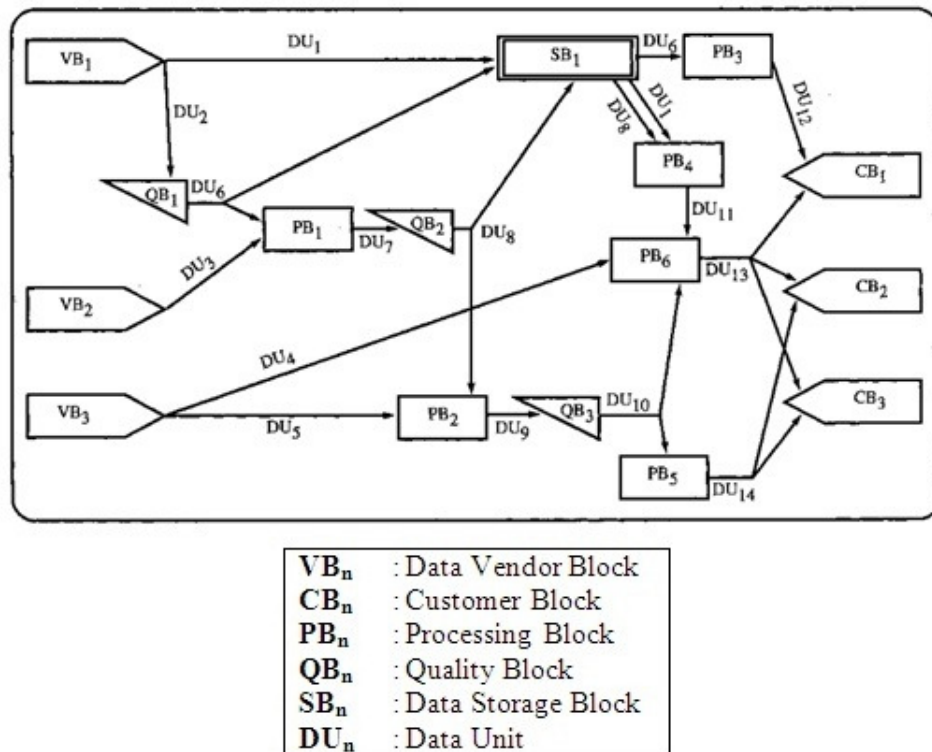 DU₁
VB₁
SB₁
DU₆
PB₃
DU₂
DU₁
DU₈
DU₁₂
QB₁
DU₆
PB₄
CB₁
PB₁
DU₇
QB₂
DU₈
DU₁₁
DU₃
PB₆
DU₁₃
VB₂
CB₂
DU₄
VB₃
DU₅
PB₂
DU₉
QB₃
DU₁₀
CB₃
PB₅
DU₁₄
VBₙ : Data Vendor Block
CBₙ : Customer Block
PBₙ : Processing Block
QBₙ : Quality Block
SBₙ : Data Storage Block
DUₙ : Data Unit